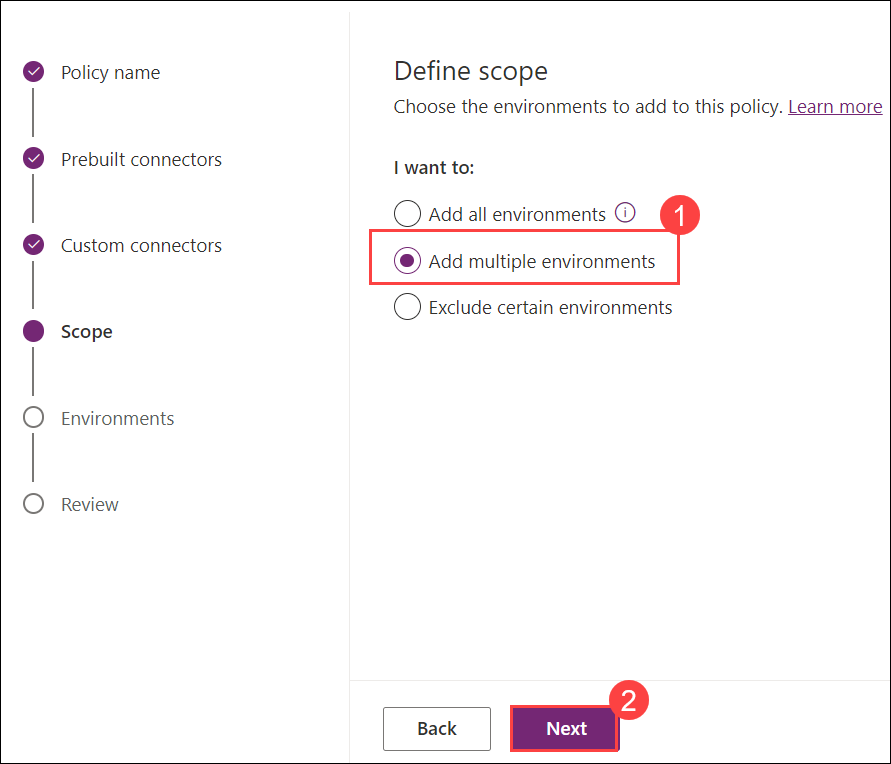 Policy name
Prebuilt connectors
Custom connectors
Scope
Environments
Review
Define scope
Choose the environments to add to this policy. Learn more
I want to:
Add all environments i
1
Add multiple environments
Exclude certain environments
Back
Next
2